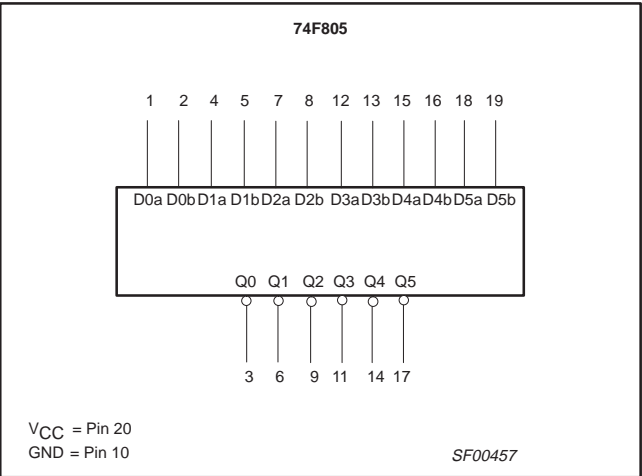 74F805
1 2 4 5 7 8 12 13 15 16 18 19
D0a D0b D1a D1b D2a D2b D3a D3b D4a D4b D5a D5b
Q0 Q1 Q2 Q3 Q4 Q5
3 6 9 11 14 17
VCC = Pin 20
GND = Pin 10
SF00457